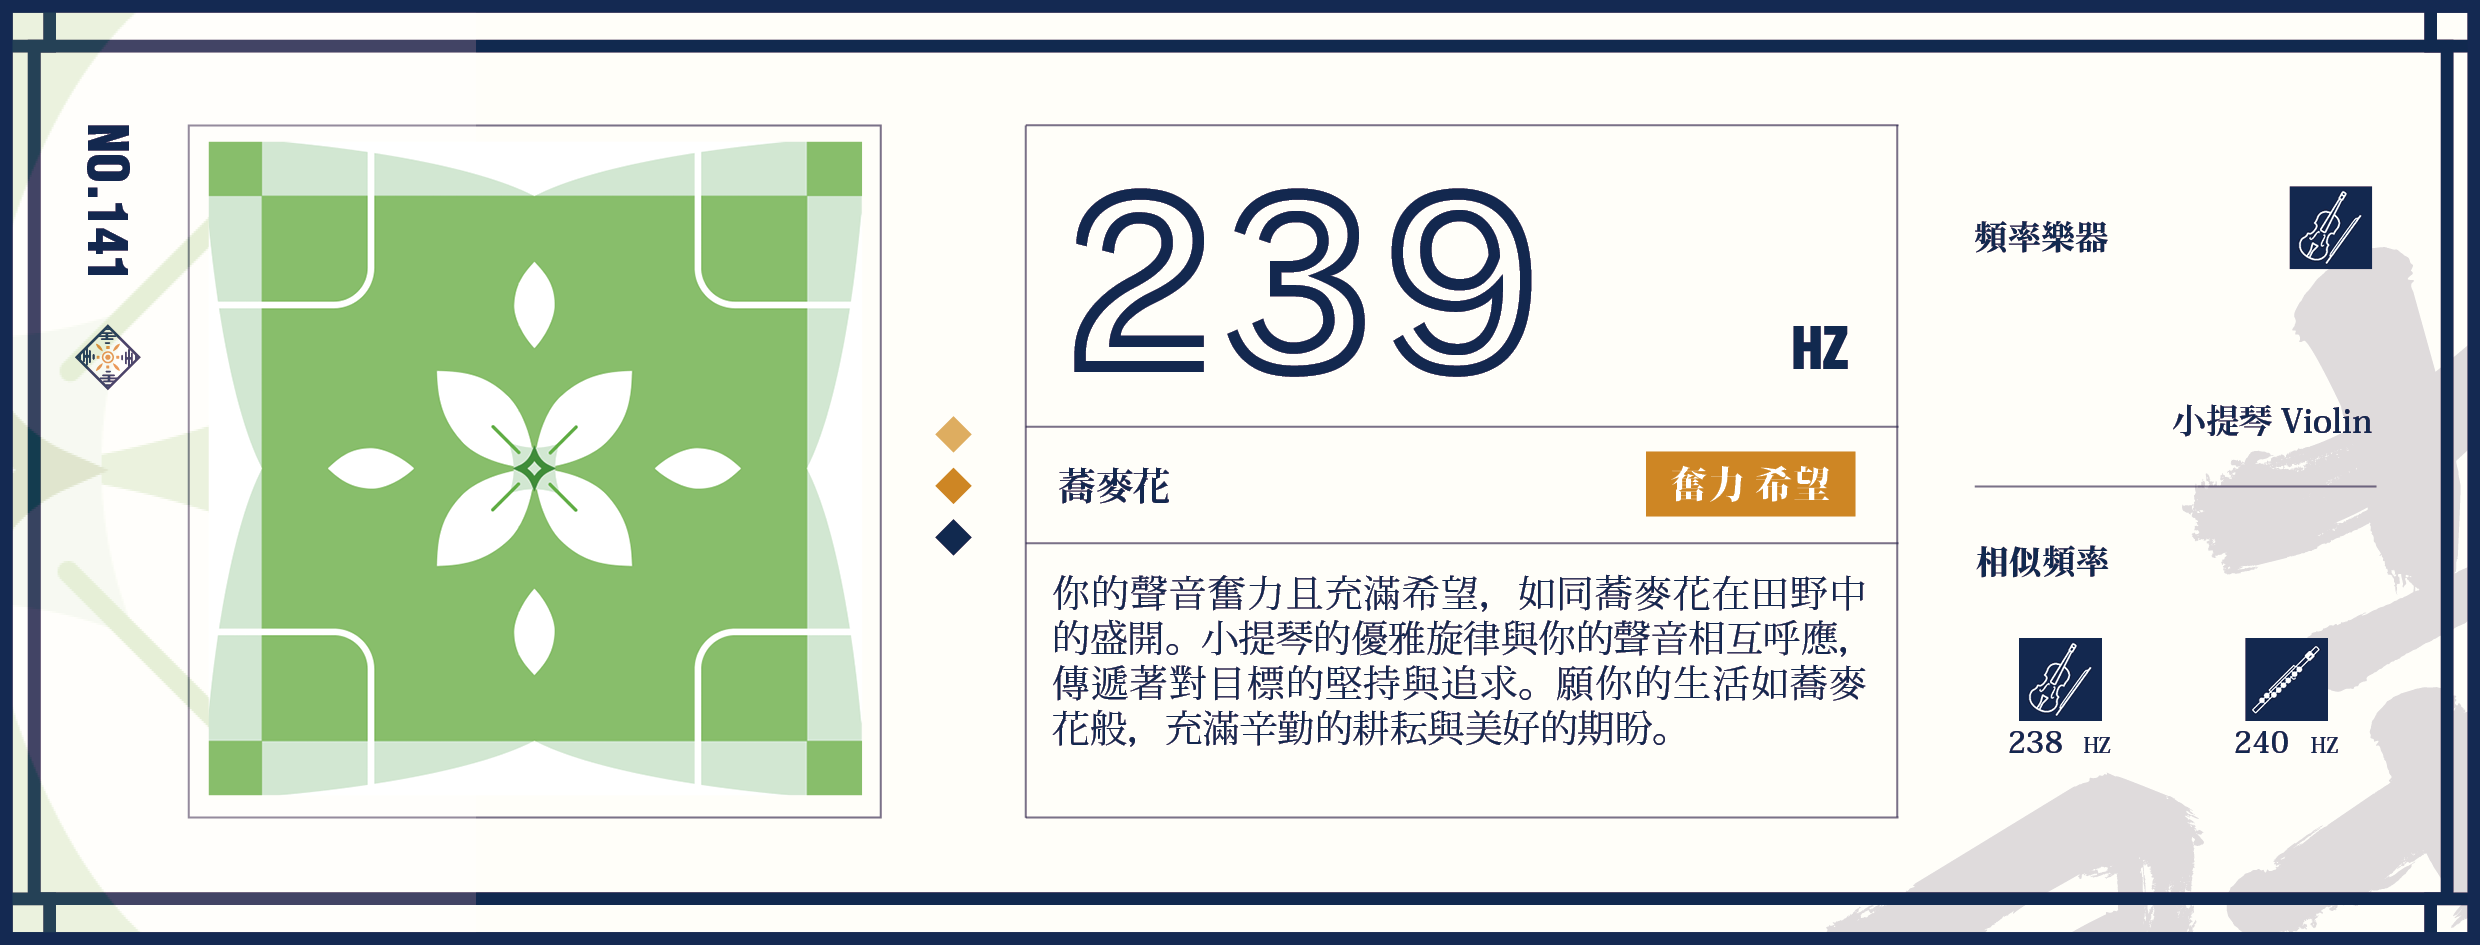 NO.141
239
HZ
蕎麥花
奮力 希望
你的聲音奮力且充滿希望，如同蕎麥花在田野中
的盛開。小提琴的優雅旋律與你的聲音相互呼應，
傳遞著對目標的堅持與追求。願你的生活如蕎麥
花般，充滿辛勤的耕耘與美好的期盼。
頻率樂器
小提琴 Violin
相似頻率
238 HZ
240 HZ